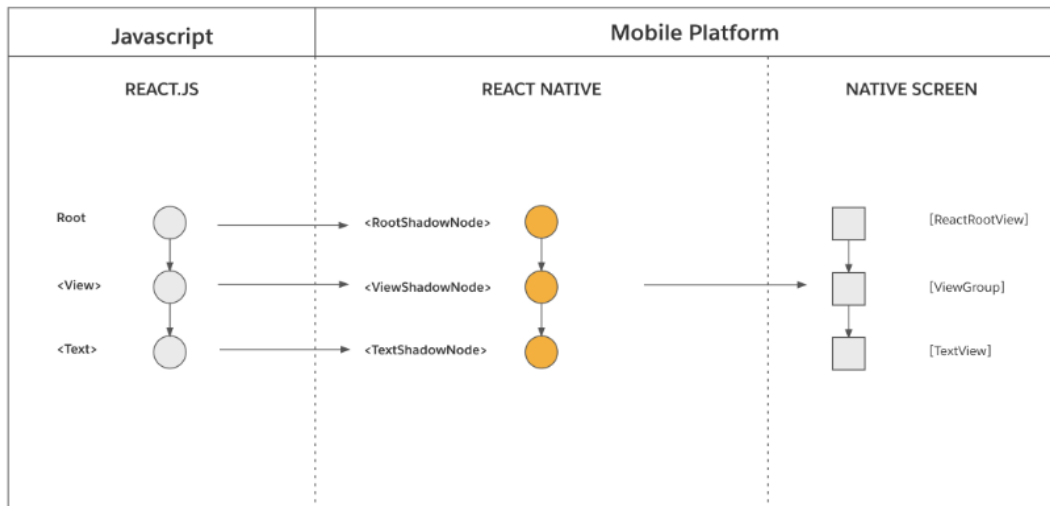 Javascript
Mobile Platform
REACT.JS
REACT NATIVE
NATIVE SCREEN
Root
<RootShadowNode>
[ReactRootView]
<View>
<ViewShadowNode>
[ViewGroup]
<Text>
<TextShadowNode>
[TextView]